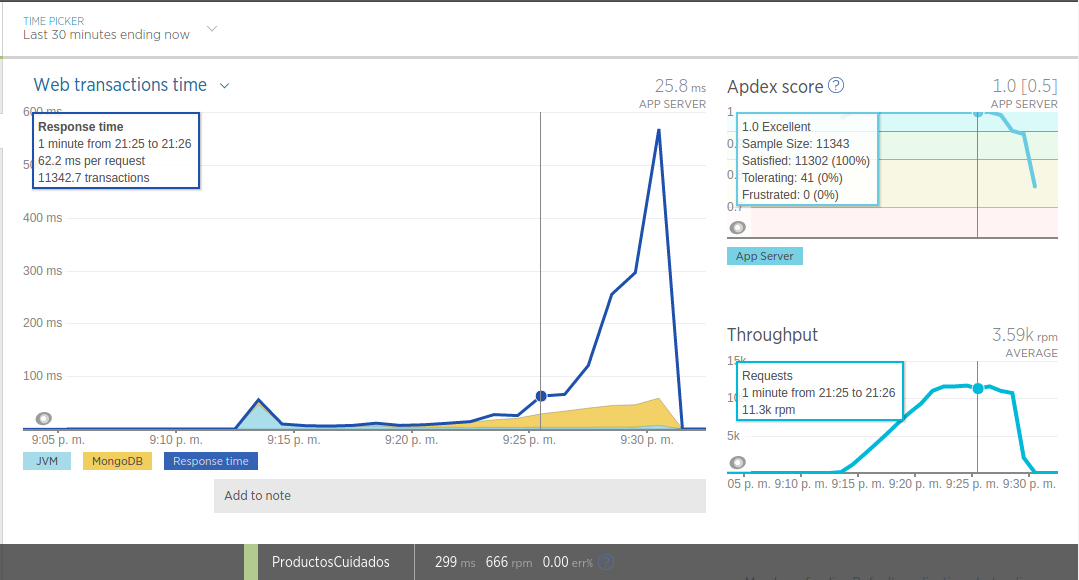 TIME PICKER
Last 30 minutes ending now
Web transactions time
25.8 ms
APP SERVER
600 ms
Response time
1 minute from 21:25 to 21:26
62.2 ms per request
11342.7 transactions
400 ms
300 ms
200 ms
100 ms
9:05 p. m. 9:10 p. m. 9:15 p. m. 9:20 p. m. 9:25 p. m. 9:30 p. m.
JVM MongoDB Response time
Add to note
Apdex score ?
1.0 [0.5]
APP SERVER
1
1.0 Excellent
Sample Size: 11343
Satisfied: 11302 (100%)
Tolerating: 41 (0%)
Frustrated: 0 (0%)
App Server
Throughput
3.59k rpm
AVERAGE
15k
Requests
1 minute from 21:25 to 21:26
11.3k rpm
5k
05 p. m. 9:10 p. m. 9:15 p. m. 9:20 p. m. 9:25 p. m. 9:30 p. m.
ProductosCuidados 299 ms 666 rpm 0.00 err% ?